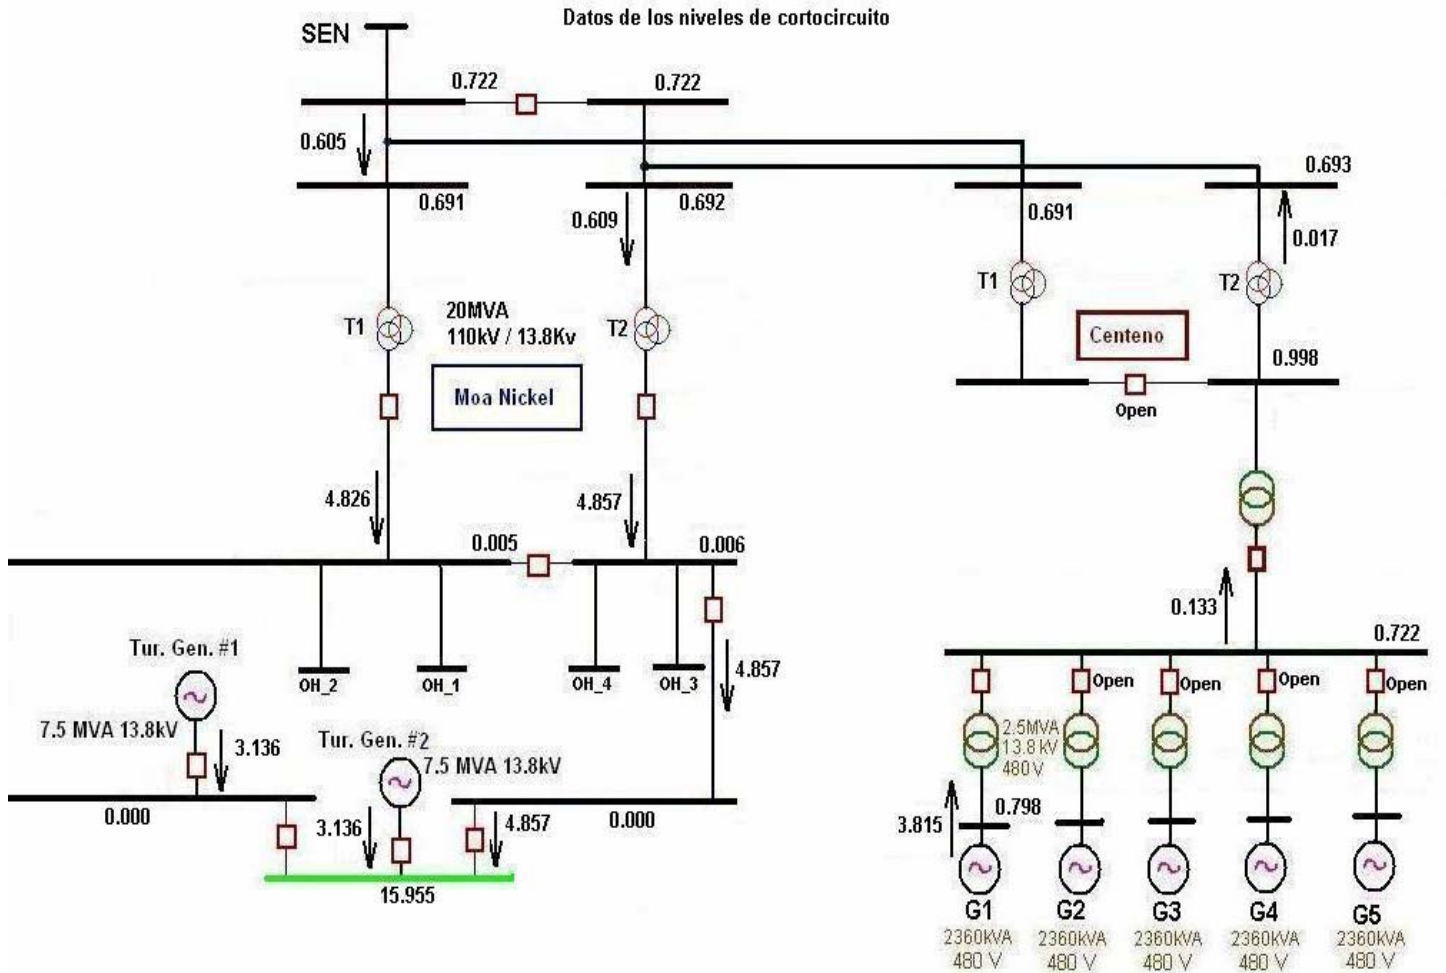 Datos de los niveles de cortocircuito
SEN
0.722
0.722
0.605
0.693
0.691
0.692
0.691
0.609
0.017
T1
20MVA
110kV / 13.8Kv
T2
T1
T2
Centeno
0.998
Moa Nickel
Open
4.826
4.857
0.005
0.006
0.133
0.722
Tur. Gen. #1
OH_2
OH_1
OH_4
OH_3
4.857
Open
Open
Open
Open
7.5 MVA 13.8kV
3.136
Tur. Gen. #2
7.5 MVA 13.8kV
2.5MVA
13.8 kV
480 V
0.000
3.136
4.857
0.000
3.815
0.798
15.955
G1
G2
G3
G4
G5
2360kVA
2360kVA
2360kVA
2360kVA
2360kVA
480 V
480 V
480 V
480 V
480 V